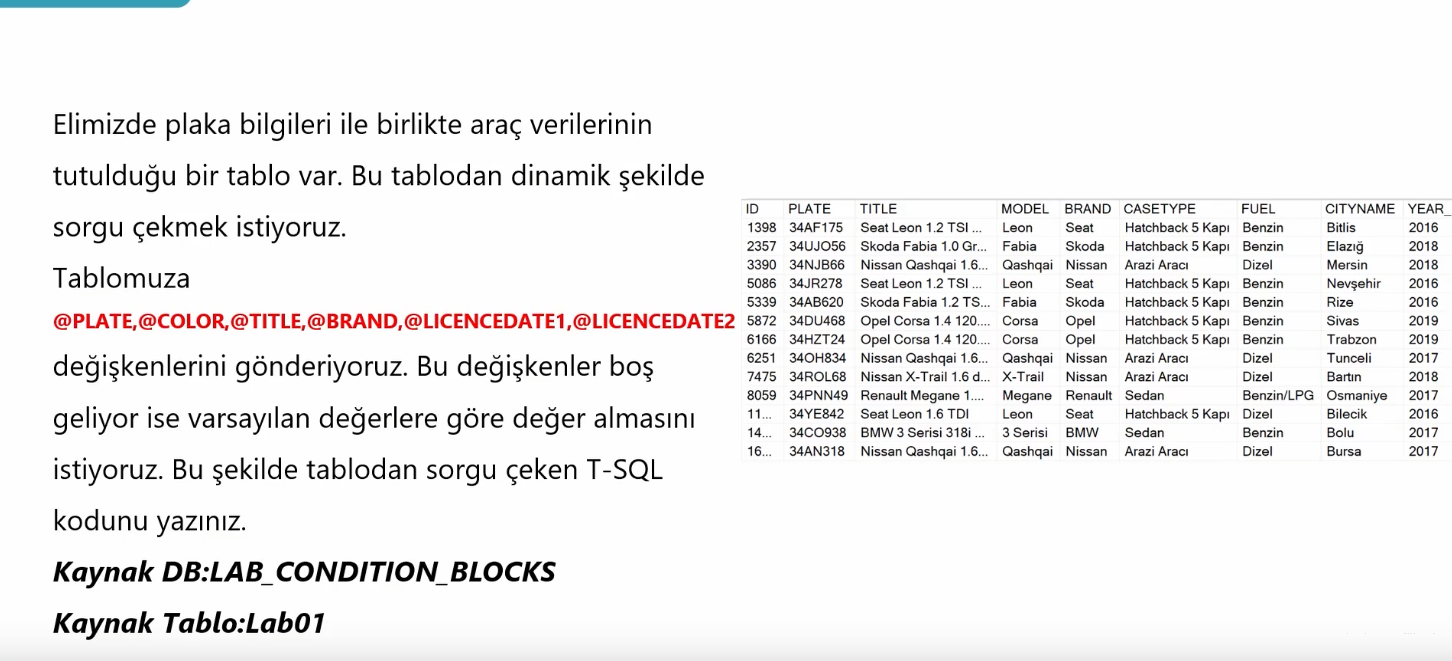 Elimizde plaka bilgileri ile birlikte araç verilerinin
tutulduğu bir tablo var. Bu tablodan dinamik şekilde
sorgu çekmek istiyoruz.
Tablomuza
@PLATE,@COLOR,@TITLE,@BRAND,@LICENCEDATE1,@LICENCEDATE2
değişkenlerini gönderiyoruz. Bu değişkenler boş
geliyor ise varsayılan değerlere göre değer almasını
istiyoruz. Bu şekilde tablodan sorgu çeken T-SQL
kodunu yazınız.
Kaynak DB:LAB_CONDITION_BLOCKS
Kaynak Tablo:Lab01
ID PLATE TITLE MODEL BRAND CASETYPE FUEL CITYNAME YEAR_
1398 34AF175 Seat Leon 1.2 TSI ... Leon Seat Hatchback 5 Kapı Benzin Bitlis 2016
2357 34UJO56 Skoda Fabia 1.0 Gr... Fabia Skoda Hatchback 5 Kapı Benzin Elazığ 2018
3390 34NJB66 Nissan Qashqai 1.6... Qashqai Nissan Arazi Aracı Dizel Mersin 2018
5086 34JR278 Seat Leon 1.2 TSI ... Leon Seat Hatchback 5 Kapı Benzin Nevşehir 2016
5339 34AB620 Skoda Fabia 1.2 TS... Fabia Skoda Hatchback 5 Kapı Benzin Rize 2016
5872 34DU468 Opel Corsa 1.4 120.... Corsa Opel Hatchback 5 Kapı Benzin Sivas 2019
6166 34HZT24 Opel Corsa 1.4 120.... Corsa Opel Hatchback 5 Kapı Benzin Trabzon 2019
6251 34OH834 Nissan Qashqai 1.6... Qashqai Nissan Arazi Aracı Dizel Tunceli 2017
7475 34ROL68 Nissan X-Trail 1.6 d... X-Trail Nissan Arazi Aracı Dizel Bartın 2018
8059 34PNN49 Renault Megane 1.... Megane Renault Sedan Benzin/LPG Osmaniye 2017
11... 34YE842 Seat Leon 1.6 TDI Leon Seat Hatchback 5 Kapı Dizel Bilecik 2016
14... 34CO938 BMW 3 Serisi 318i ... 3 Serisi BMW Sedan Benzin Bolu 2017
16... 34AN318 Nissan Qashqai 1.6... Qashqai Nissan Arazi Aracı Dizel Bursa 2017